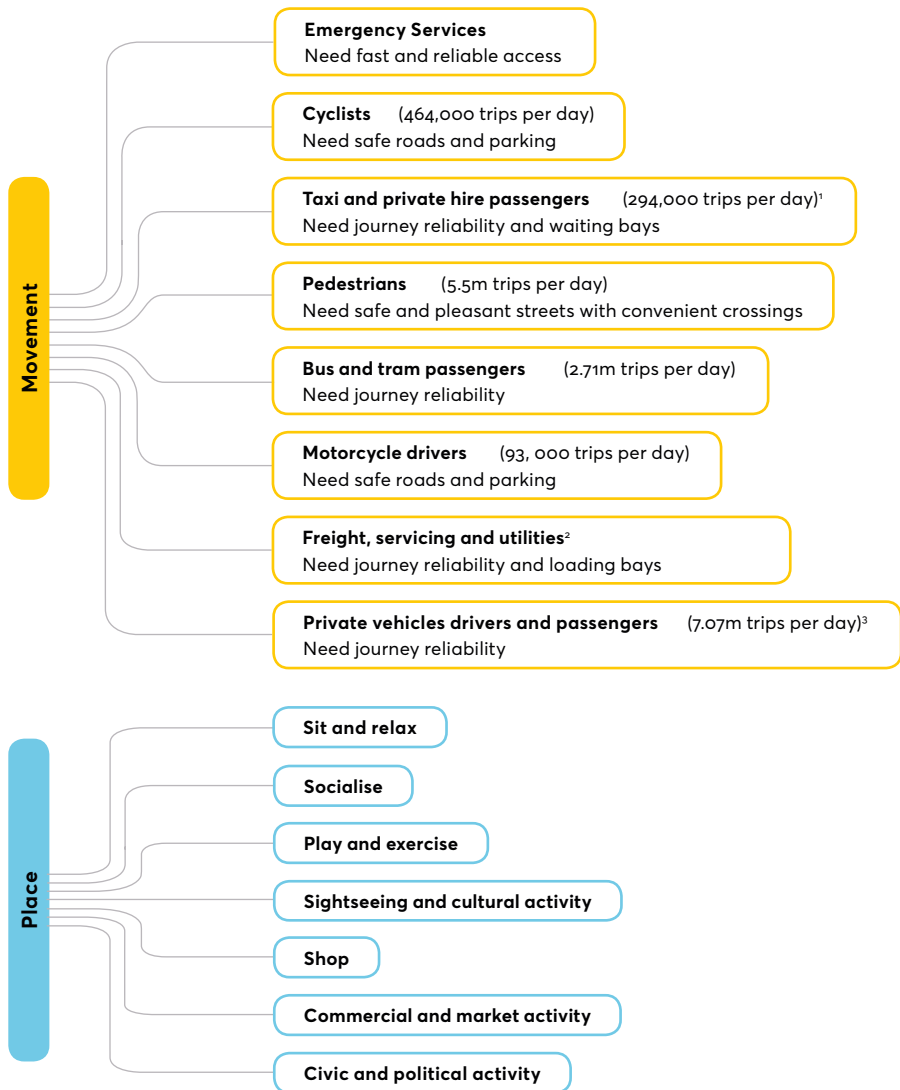 Movement
Emergency Services
Need fast and reliable access
Cyclists (464,000 trips per day)
Need safe roads and parking
Taxi and private hire passengers (294,000 trips per day)¹
Need journey reliability and waiting bays
Pedestrians (5.5m trips per day)
Need safe and pleasant streets with convenient crossings
Bus and tram passengers (2.71m trips per day)
Need journey reliability
Motorcycle drivers (93, 000 trips per day)
Need safe roads and parking
Freight, servicing and utilities²
Need journey reliability and loading bays
Private vehicles drivers and passengers (7.07m trips per day)³
Need journey reliability
Place
Sit and relax
Socialise
Play and exercise
Sightseeing and cultural activity
Shop
Commercial and market activity
Civic and political activity